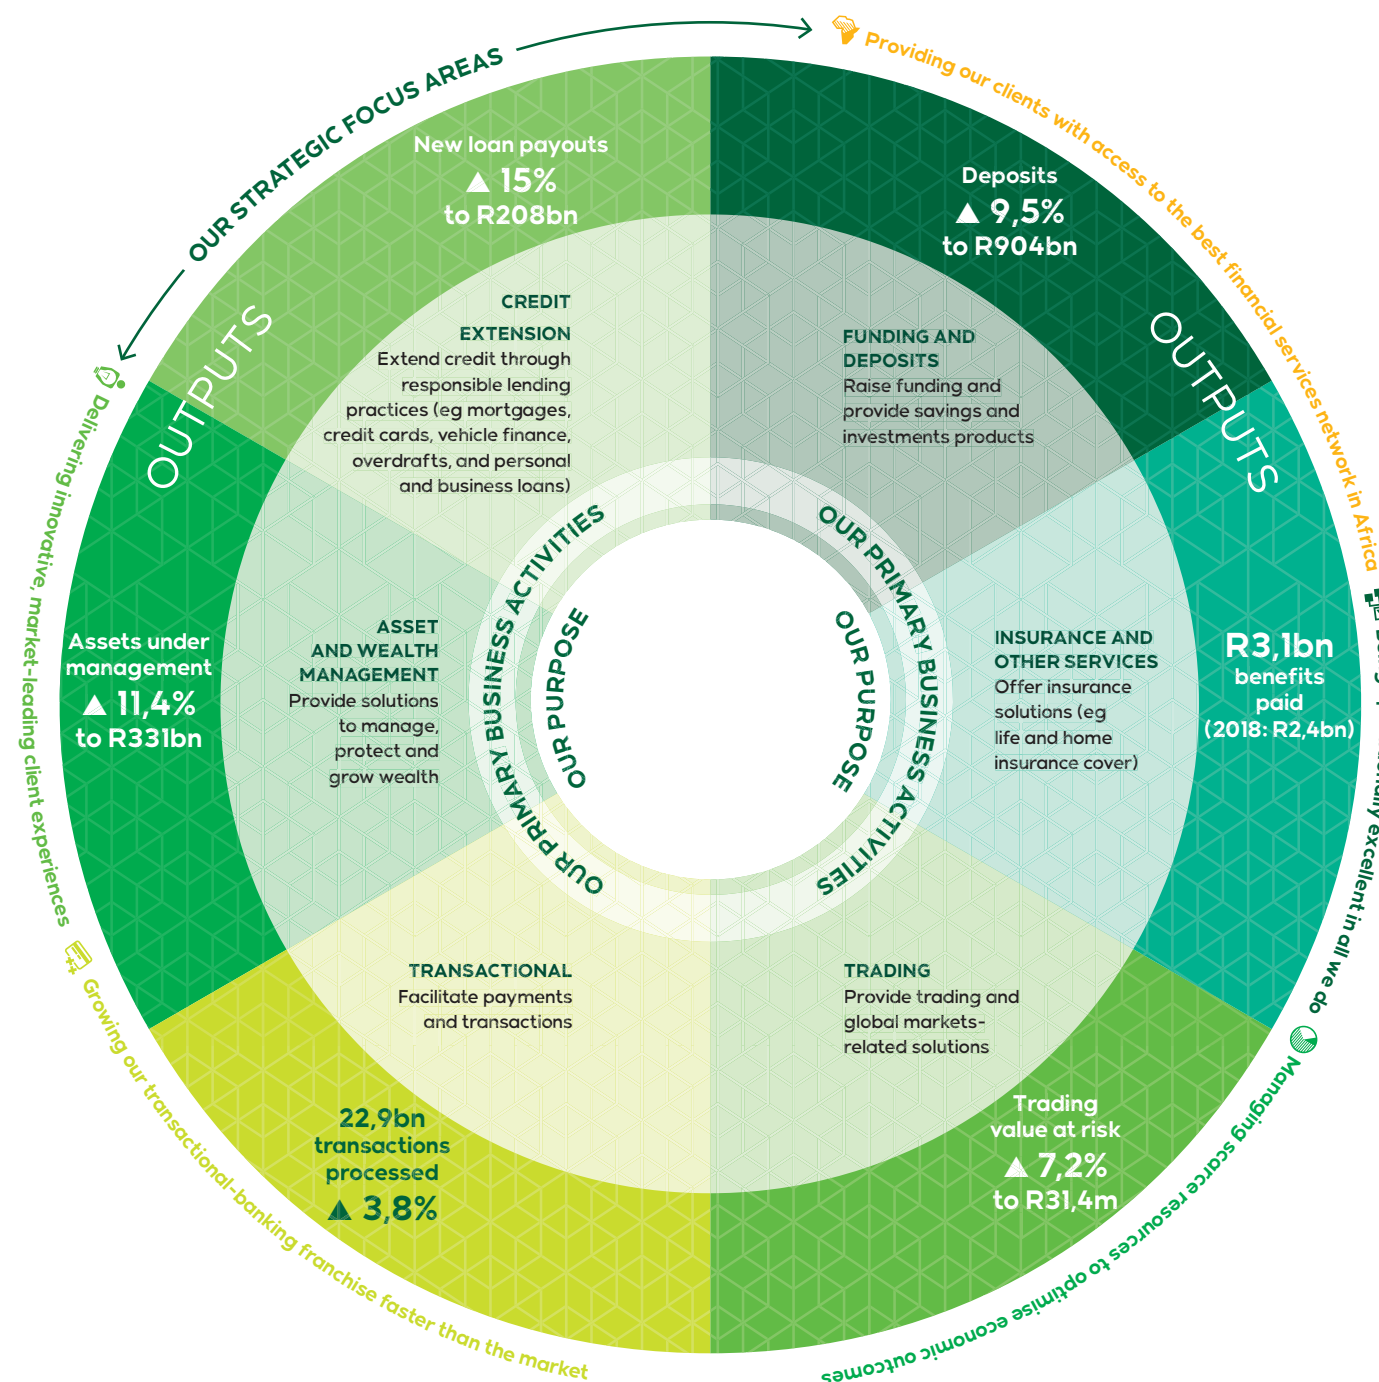 OUR STRATEGIC FOCUS AREAS
Providing our clients with access to the best financial services network in Africa
excellent in all we do
Managing scarce resources to optimise economic outcomes
Growing our transactional-banking franchise faster than the market
Delivering innovative, market-leading client experiences
OUTPUTS
OUTPUTS
New loan payouts
▲ 15%
to R208bn
Deposits
▲ 9,5%
to R904bn
CREDIT
EXTENSION
Extend credit through
responsible lending
practices (eg mortgages,
credit cards, vehicle finance,
overdrafts, and personal
and business loans)
FUNDING AND
DEPOSITS
Raise funding and
provide savings and
investments products
Assets under
management
▲ 11,4%
to R331bn
ASSET
AND WEALTH
MANAGEMENT
Provide solutions
to manage,
protect and
grow wealth
OUR PRIMARY BUSINESS ACTIVITIES
OUR PURPOSE
OUR PURPOSE
OUR PRIMARY BUSINESS ACTIVITIES
INSURANCE AND
OTHER SERVICES
Offer insurance
solutions (eg
life and home
insurance cover)
R3,1bn
benefits
paid
(2018: R2,4bn)
TRANSACTIONAL
Facilitate payments
and transactions
TRADING
Provide trading and
global markets-
related solutions
22,9bn
transactions
processed
▲ 3,8%
Trading
value at risk
▲ 7,2%
to R31,4m